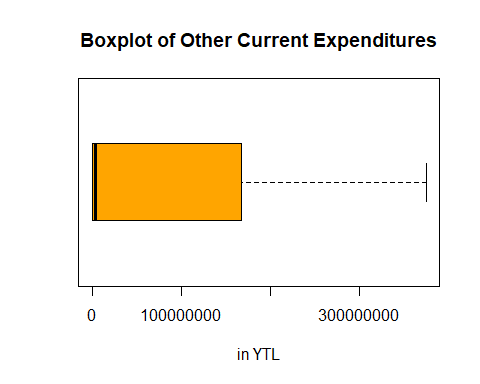 Boxplot of Other Current Expenditures
0 100000000 300000000
in YTL